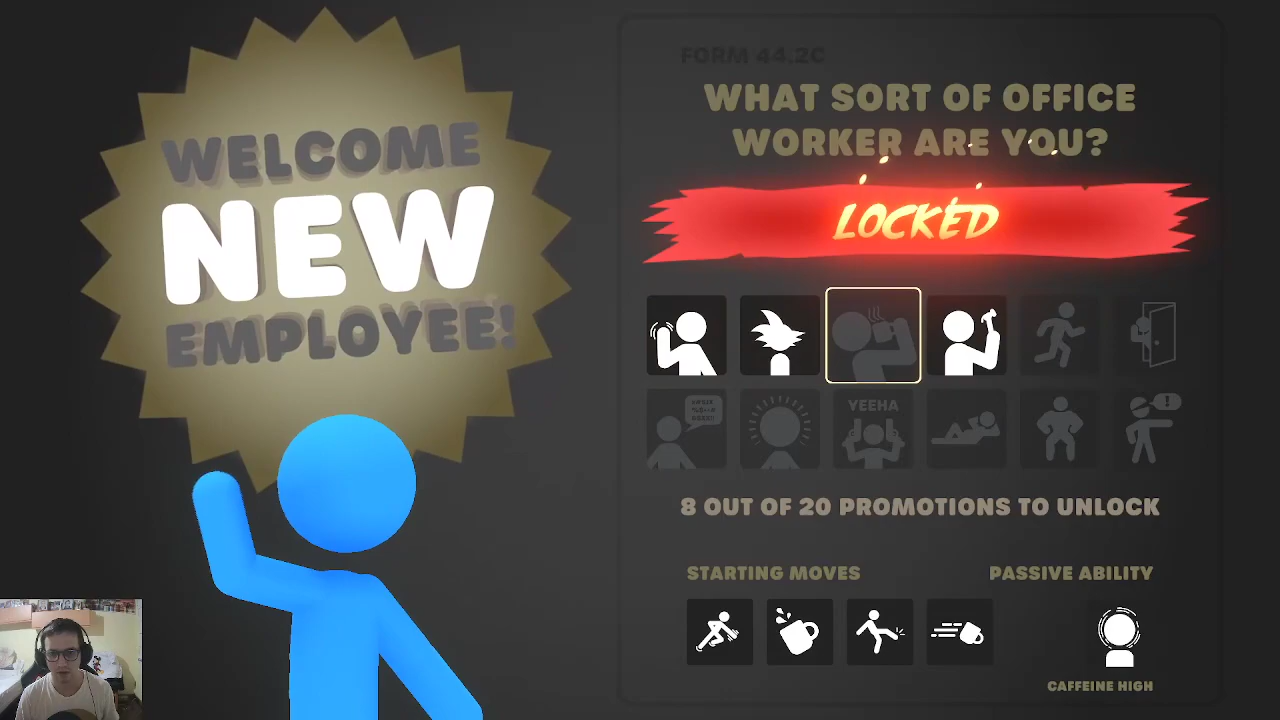 WELCOME
NEW
EMPLOYEE!
FORM 44.2C
WHAT SORT OF OFFICE
WORKER ARE YOU?
LOCKED
YEEHA
8 OUT OF 20 PROMOTIONS TO UNLOCK
STARTING MOVES
PASSIVE ABILITY
CAFFEINE HIGH